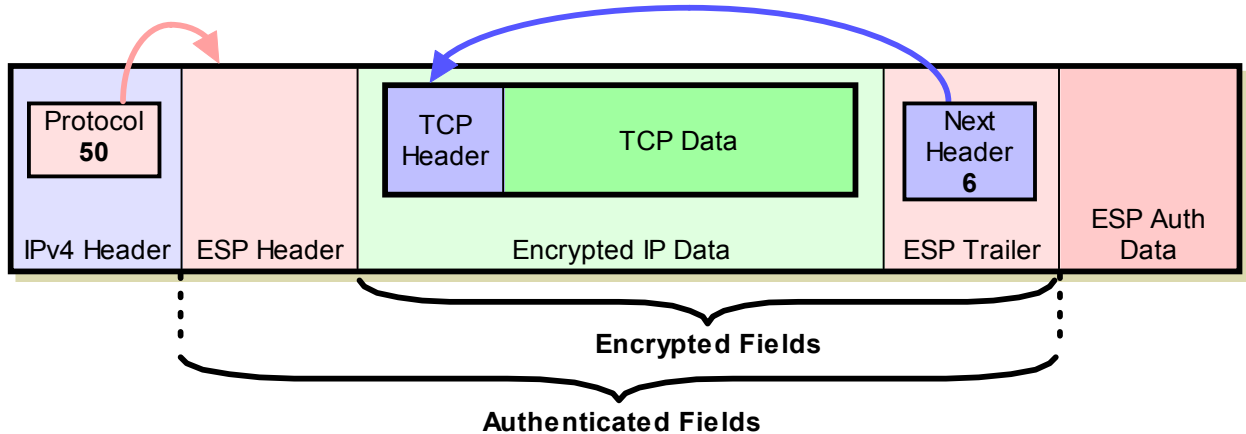 Protocol
50
IPv4 Header
ESP Header
TCP
Header
TCP Data
Encrypted IP Data
Next
Header
6
ESP Trailer
ESP Auth
Data
Encrypted Fields
Authenticated Fields